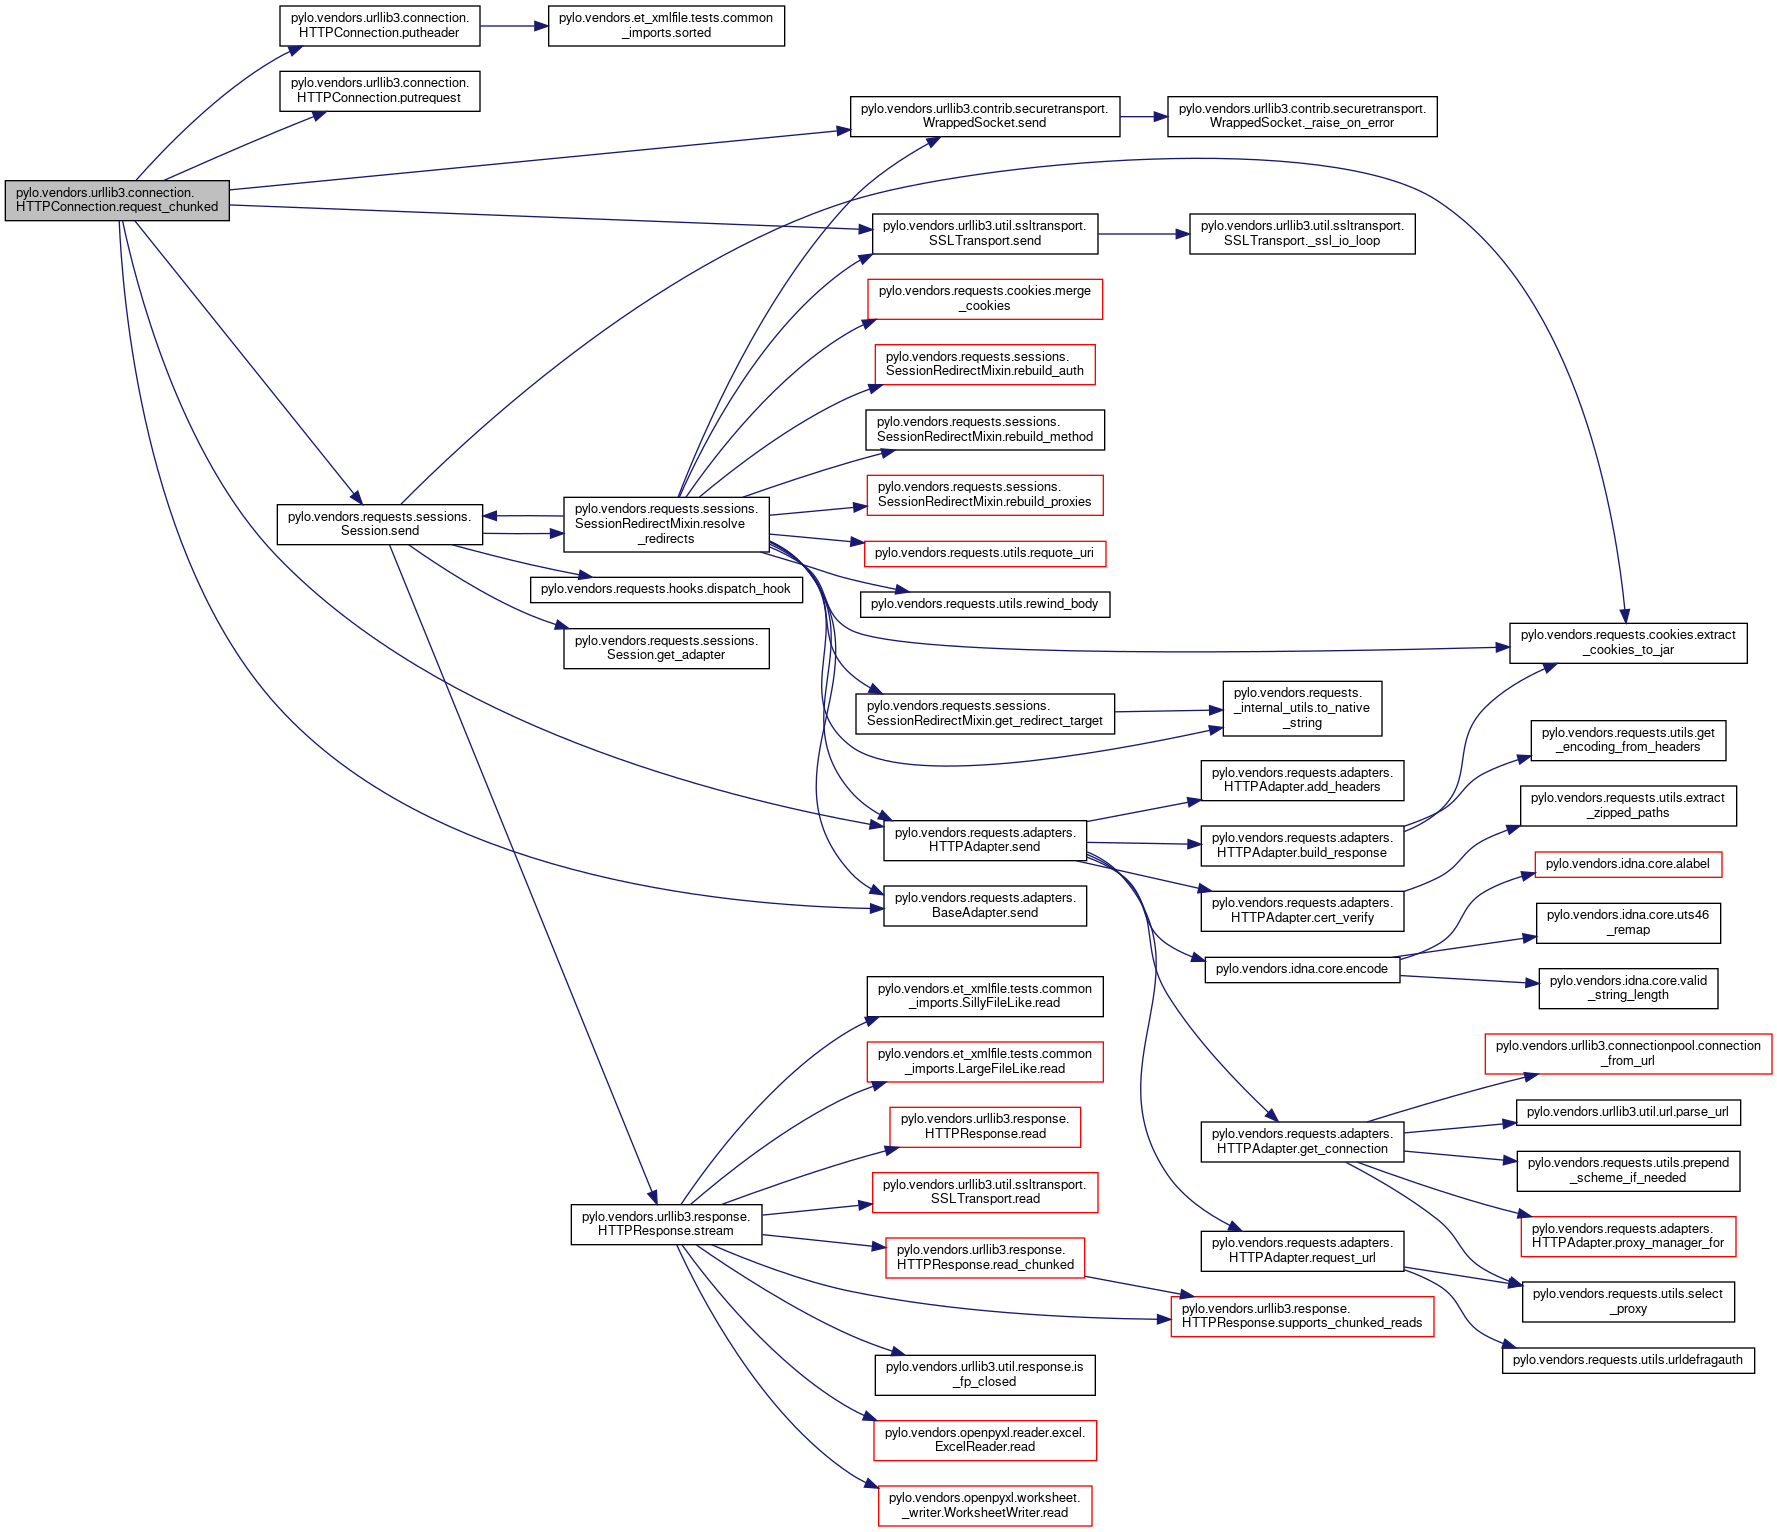 pylo.vendors.urllib3.connection.
HTTPConnection.request_chunked
pylo.vendors.urllib3.connection.
HTTPConnection.putheader
pylo.vendors.et_xmlfile.tests.common
_imports.sorted
pylo.vendors.urllib3.connection.
HTTPConnection.putrequest
pylo.vendors.urllib3.contrib.securetransport.
WrappedSocket.send
pylo.vendors.urllib3.contrib.securetransport.
WrappedSocket._raise_on_error
pylo.vendors.urllib3.util.ssltransport.
SSLTransport.send
pylo.vendors.urllib3.util.ssltransport.
SSLTransport._ssl_io_loop
pylo.vendors.requests.cookies.merge
_cookies
pylo.vendors.requests.sessions.
SessionRedirectMixin.rebuild_auth
pylo.vendors.requests.sessions.
SessionRedirectMixin.rebuild_method
pylo.vendors.requests.sessions.
SessionRedirectMixin.rebuild_proxies
pylo.vendors.requests.sessions.
Session.send
pylo.vendors.requests.sessions.
SessionRedirectMixin.resolve
_redirects
pylo.vendors.requests.utils.requote_uri
pylo.vendors.requests.hooks.dispatch_hook
pylo.vendors.requests.utils.rewind_body
pylo.vendors.requests.sessions.
Session.get_adapter
pylo.vendors.requests.cookies.extract
_cookies_to_jar
pylo.vendors.requests.sessions.
SessionRedirectMixin.get_redirect_target
pylo.vendors.requests.
_internal_utils.to_native
_string
pylo.vendors.requests.utils.get
_encoding_from_headers
pylo.vendors.requests.adapters.
HTTPAdapter.add_headers
pylo.vendors.requests.utils.extract
_zipped_paths
pylo.vendors.requests.adapters.
HTTPAdapter.send
pylo.vendors.requests.adapters.
HTTPAdapter.build_response
pylo.vendors.idna.core.alabel
pylo.vendors.requests.adapters.
BaseAdapter.send
pylo.vendors.requests.adapters.
HTTPAdapter.cert_verify
pylo.vendors.idna.core.uts46
_remap
pylo.vendors.idna.core.encode
pylo.vendors.idna.core.valid
_string_length
pylo.vendors.et_xmlfile.tests.common
_imports.SillyFileLike.read
pylo.vendors.et_xmlfile.tests.common
_imports.LargeFileLike.read
pylo.vendors.urllib3.connectionpool.connection
_from_url
pylo.vendors.urllib3.response.
HTTPResponse.read
pylo.vendors.requests.adapters.
HTTPAdapter.get_connection
pylo.vendors.urllib3.util.url.parse_url
pylo.vendors.requests.utils.prepend
_scheme_if_needed
pylo.vendors.urllib3.util.ssltransport.
SSLTransport.read
pylo.vendors.urllib3.response.
HTTPResponse.stream
pylo.vendors.requests.adapters.
HTTPAdapter.proxy_manager_for
pylo.vendors.urllib3.response.
HTTPResponse.read_chunked
pylo.vendors.requests.adapters.
HTTPAdapter.request_url
pylo.vendors.requests.utils.select
_proxy
pylo.vendors.urllib3.response.
HTTPResponse.supports_chunked_reads
pylo.vendors.requests.utils.urldefragauth
pylo.vendors.urllib3.util.response.is
_fp_closed
pylo.vendors.openpyxl.reader.excel.
ExcelReader.read
pylo.vendors.openpyxl.worksheet.
_writer.WorksheetWriter.read